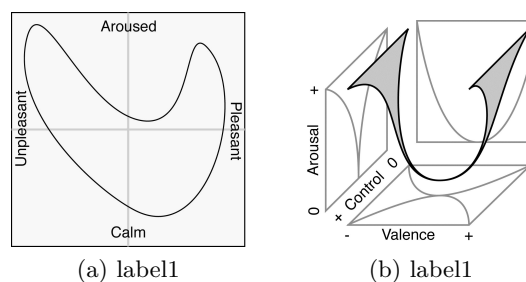 Aroused
Unpleasant
Pleasant
Calm
(a) label1
+
Arousal
0
+ Control 0
- Valence +
(b) label1